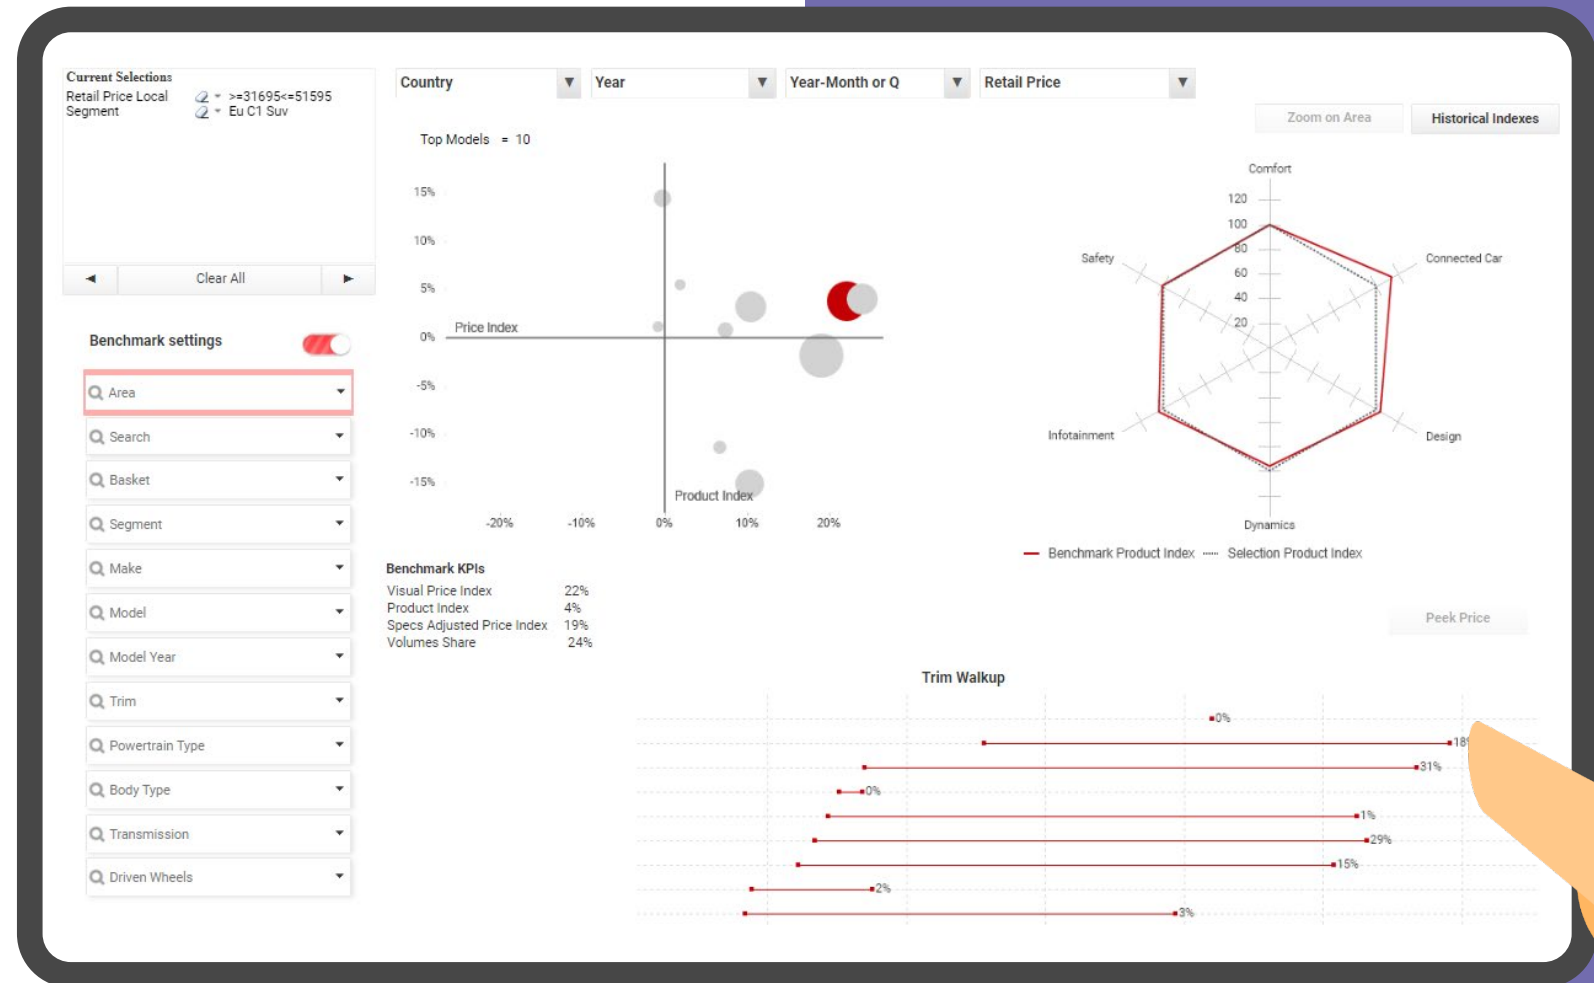 Current Selections
Retail Price Local >=31695<=51595
Segment Eu C1 Suv
Clear All
Benchmark settings
Area
Search
Basket
Segment
Make
Model
Model Year
Trim
Powertrain Type
Body Type
Transmission
Driven Wheels
Country Year Year-Month or Q Retail Price
Zoom on Area Historical Indexes
Top Models = 10
15%
10%
5%
0%
-5%
-10%
-15%
Price Index
Product Index
-20% -10% 0% 10% 20%
Comfort
120
100
80
60
40
20
Safety
Connected Car
Infotainment
Design
Dynamics
Benchmark Product Index Selection Product Index
Benchmark KPIs
Visual Price Index 22%
Product Index 4%
Specs Adjusted Price Index 19%
Volumes Share 24%
Peek Price
Trim Walkup
0%
31%
0%
1%
29%
15%
2%
3%